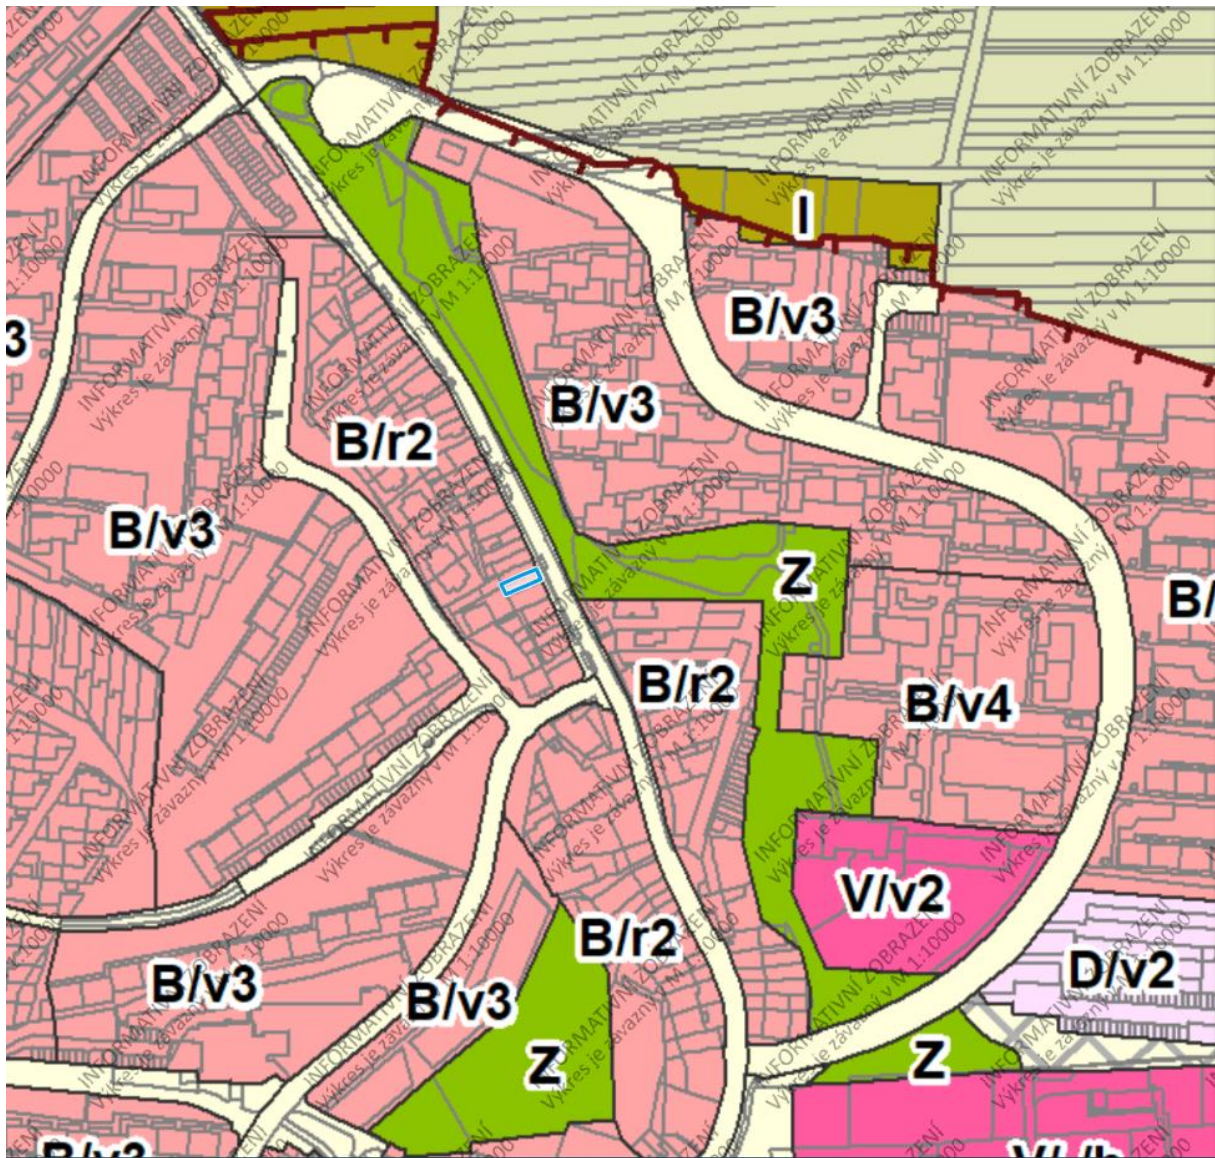 I
B/v3
3
B/v3
B/r2
B/v3
Z
B/
B/r2
B/v4
V/v2
B/r2
D/v2
B/v3
B/v3
Z
Z
INFORMATIVNÍ ZOBRAZENÍ
Výkres je závazný v M 1:10000